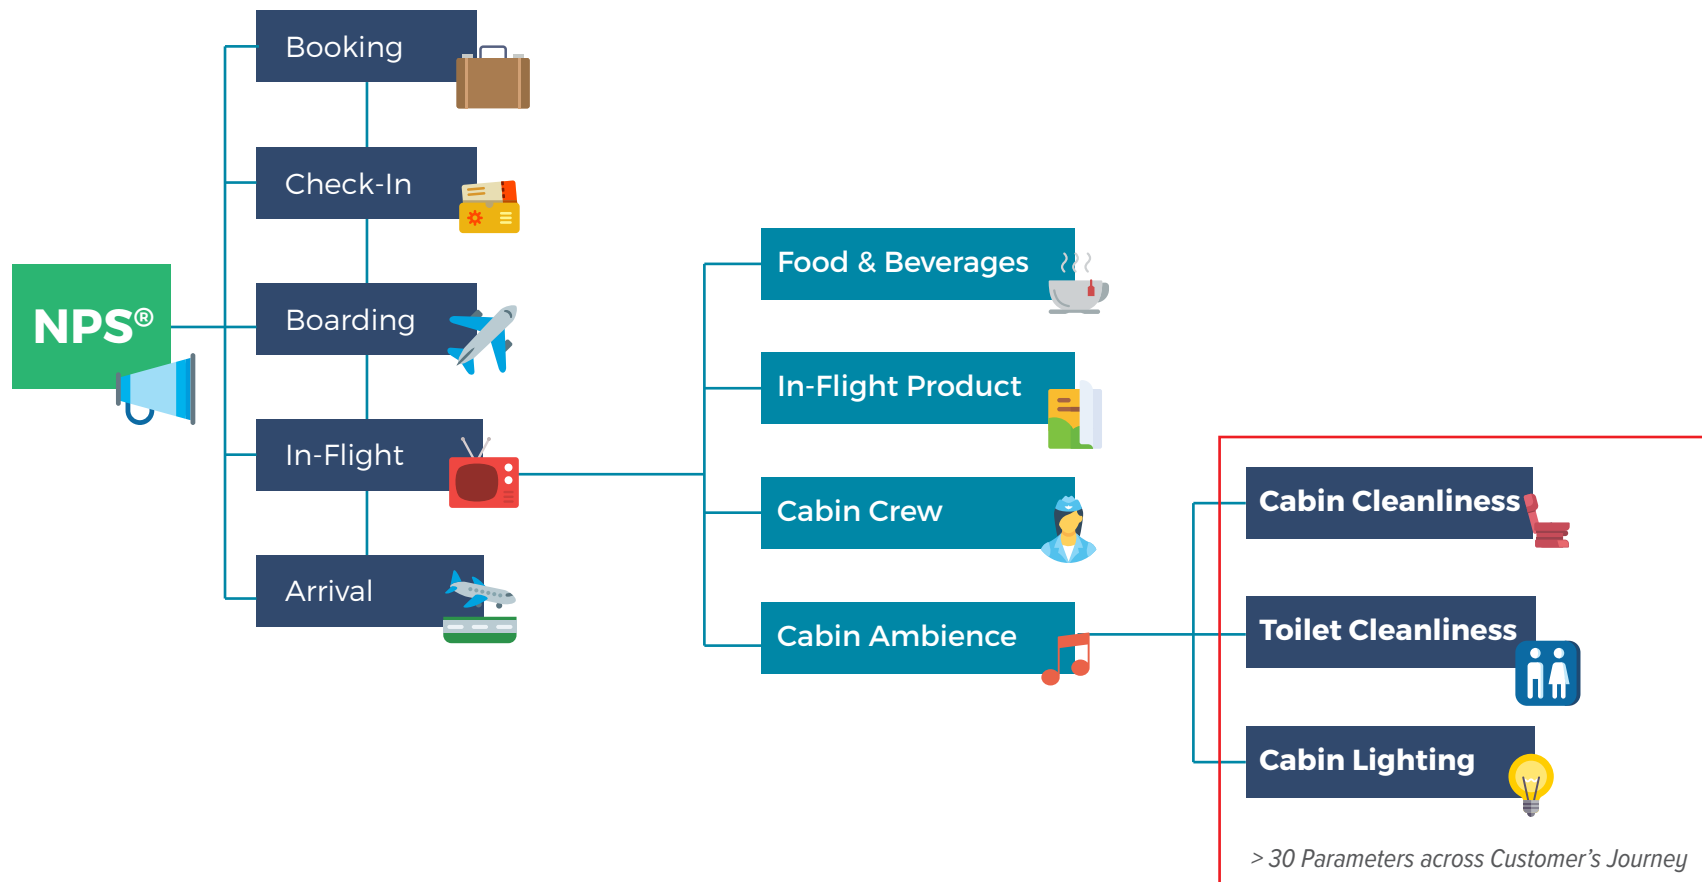 NPS®
Booking
Check-In
Boarding
In-Flight
Arrival
Food & Beverages
In-Flight Product
Cabin Crew
Cabin Ambience
Cabin Cleanliness
Toilet Cleanliness
Cabin Lighting
> 30 Parameters across Customer's Journey